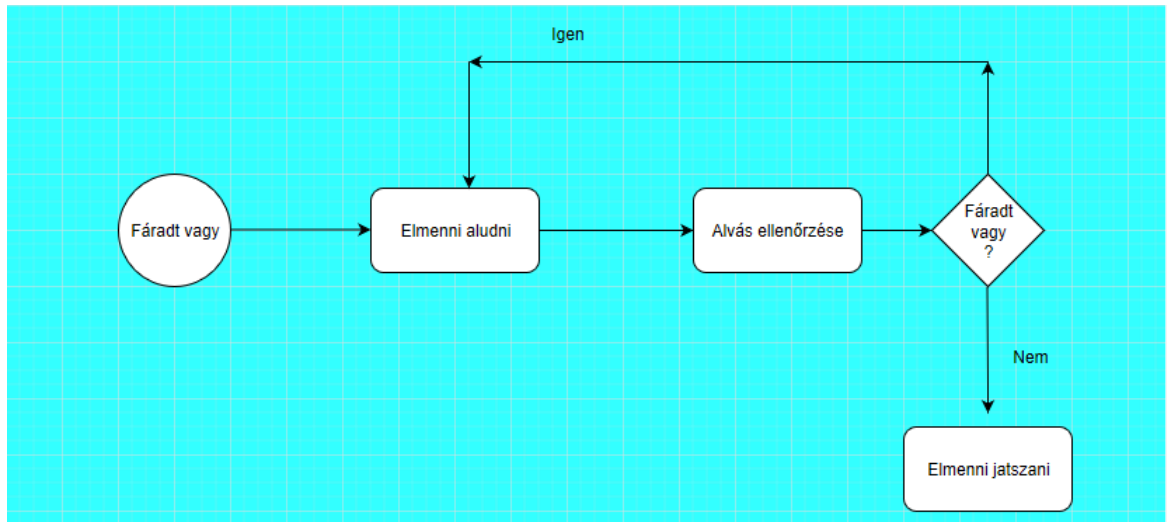 Igen
Fáradt vagy
Elmenni aludni
Alvás ellenőrzése
Fáradt
vagy
?
Nem
Elmenni jatszani